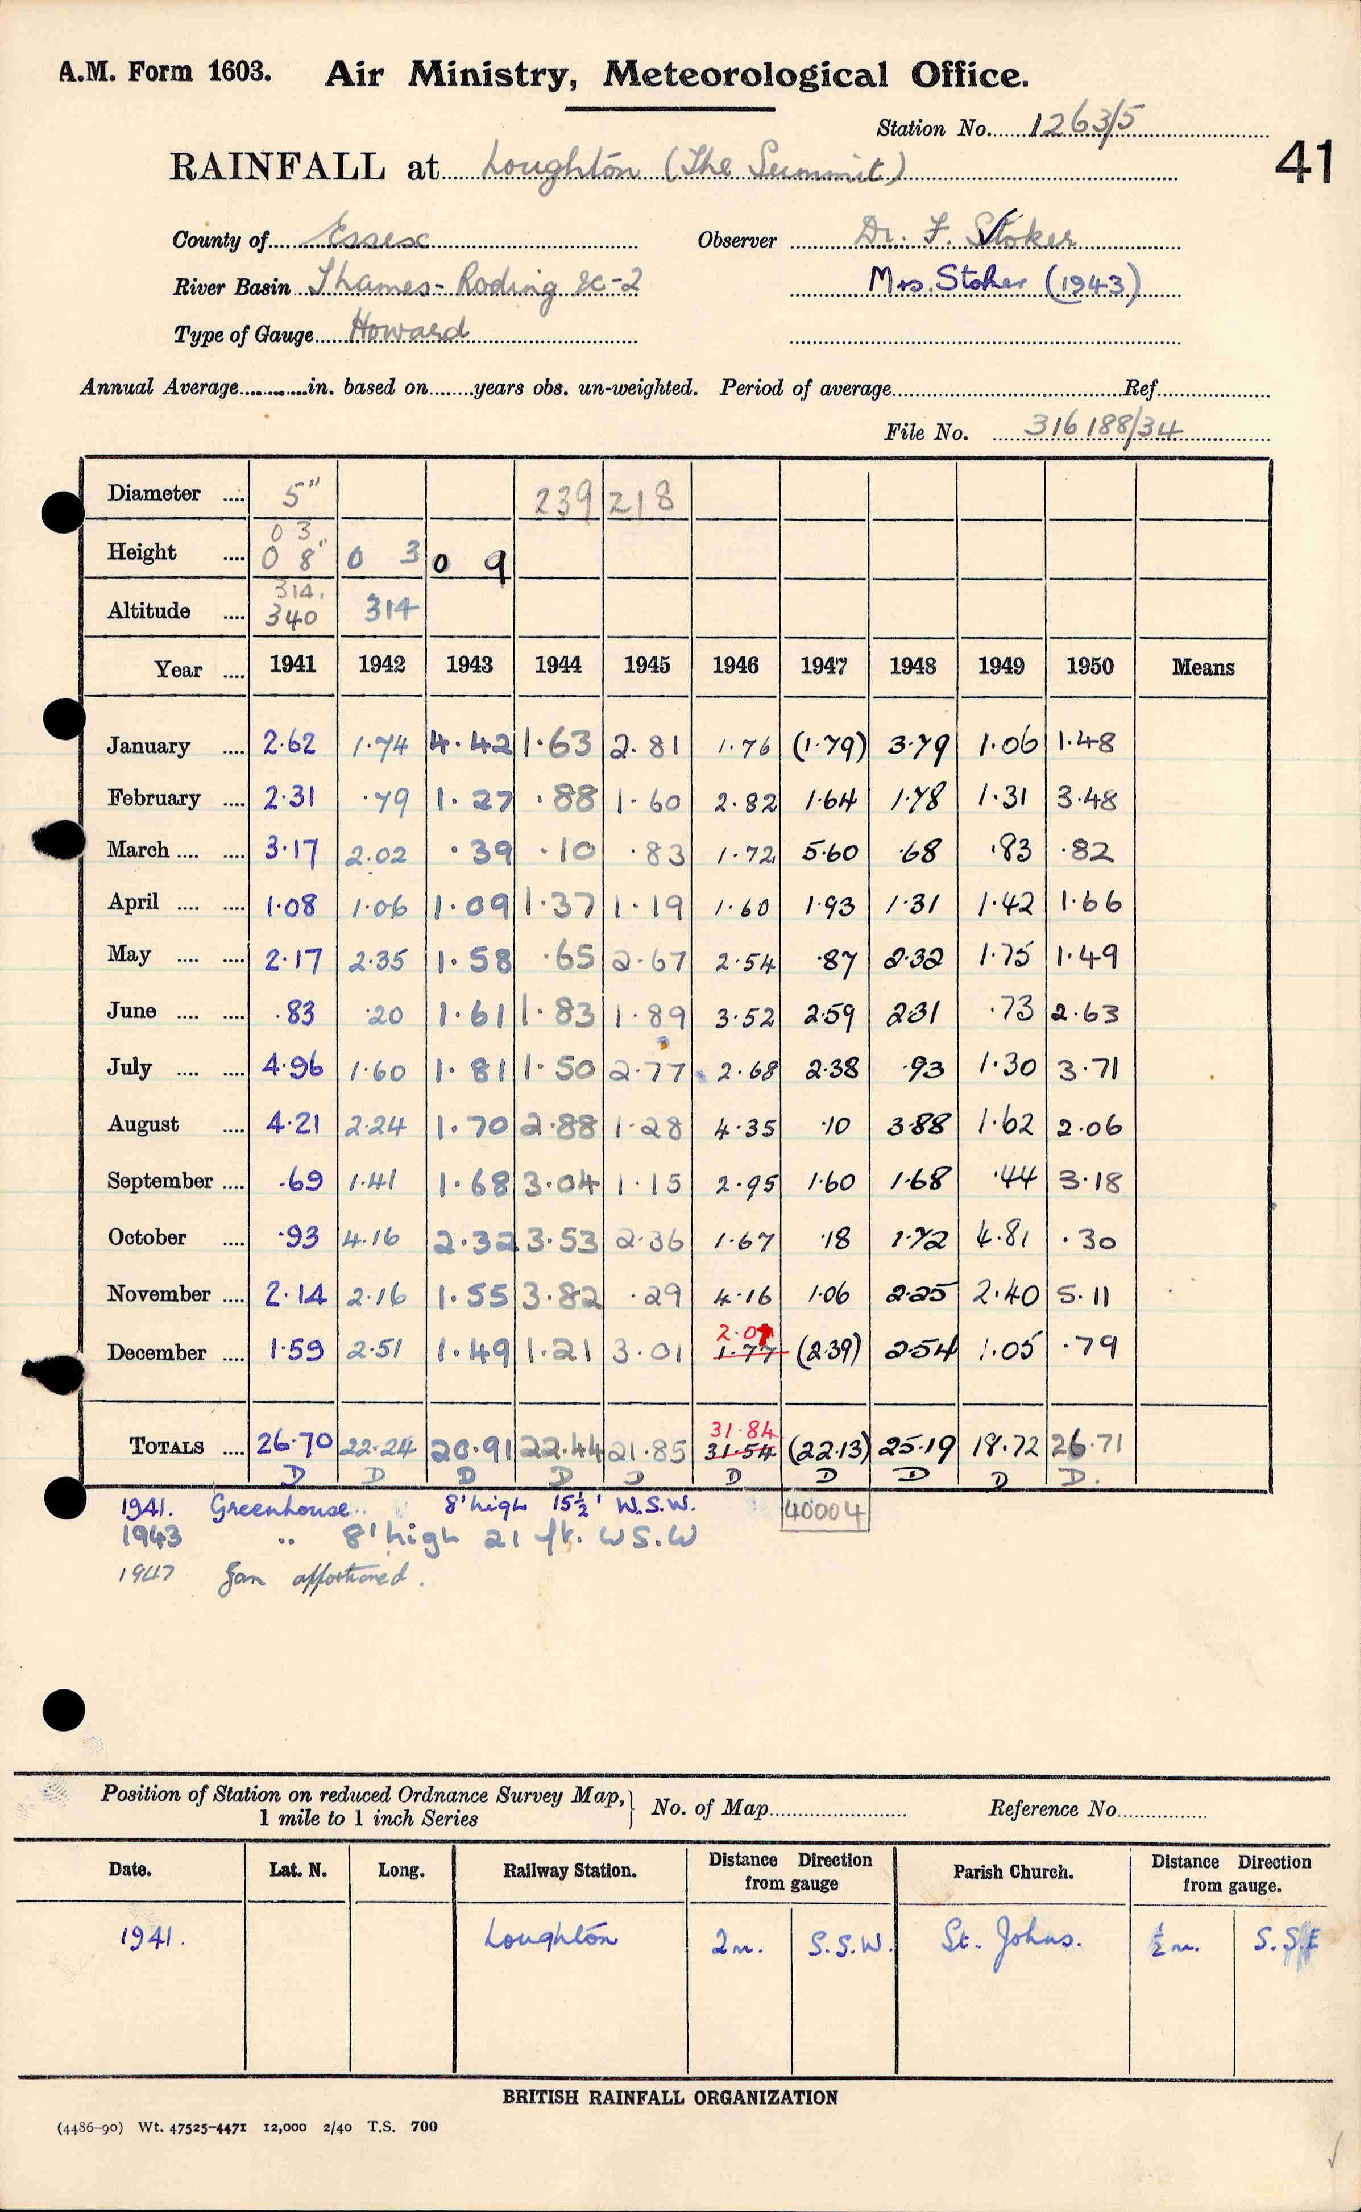 A.M. Form 1603. Air Ministry, Meteorological Office.
Station No. 1263/5
41
RAINFALL at Loughton (The Summit)
County of Essex Observer Dr. F. Stoker
River Basin Thames-Roding 8c-2 Mrs. Stoker (1943)
Type of Gauge Howard
Annual Average in. based on years obs. un-weighted. Period of average Ref
File No. 316188/34
Diameter 5" 239 218
0 3
Height 0 8" 0 3 0 9
314.
Altitude 340 314
Year 1941 1942 1943 1944 1945 1946 1947 1948 1949 1950 Means
January 2.62 1.74 4.42 1.63 2.81 1.76 (1.79) 3.79 1.06 1.48
February 2.31 .79 1.27 .88 1.60 2.82 1.64 1.78 1.31 3.48
March 3.17 2.02 .39 .10 .83 1.72 5.60 .68 .83 .82
April 1.08 1.06 1.09 1.37 1.19 1.60 1.93 1.31 1.42 1.66
May 2.17 2.35 1.58 .65 2.67 2.54 .87 2.32 1.75 1.49
June .83 .20 1.61 1.83 1.89 3.52 2.59 2.31 .73 2.63
July 4.96 1.60 1.81 1.50 2.77 2.68 2.38 .93 1.30 3.71
August 4.21 2.24 1.70 2.88 1.28 4.35 .10 3.88 1.62 2.06
September .69 1.41 1.68 3.04 1.15 2.95 1.60 1.68 .44 3.18
October .93 4.16 2.32 3.53 2.36 1.67 .18 1.72 4.81 .30
November 2.14 2.16 1.55 3.82 .29 4.16 1.06 2.25 2.40 5.11
2.07
December 1.59 2.51 1.49 1.21 3.01 1.77 (2.39) 2.54 1.05 .79
31.84
TOTALS 26.70 22.24 20.91 22.44 21.85 31.54 (22.13) 25.19 18.72 26.71
D D D D D D D D D D.
1941. Greenhouse 8' high 15½' W.S.W. 40004
1943 " 8' high 21 ft. WS.W
1947 Jan apportioned.
Position of Station on reduced Ordnance Survey Map, 1 mile to 1 inch Series } No. of Map Reference No.
Date. Lat. N. Long. Railway Station. Distance Direction from gauge Parish Church. Distance Direction from gauge.
1941. Loughton 2m. S.S.W. St. Johns. ½m. S.S.E
BRITISH RAINFALL ORGANIZATION
(4486-90) Wt. 47525-4471 12,000 2/40 T.S. 700